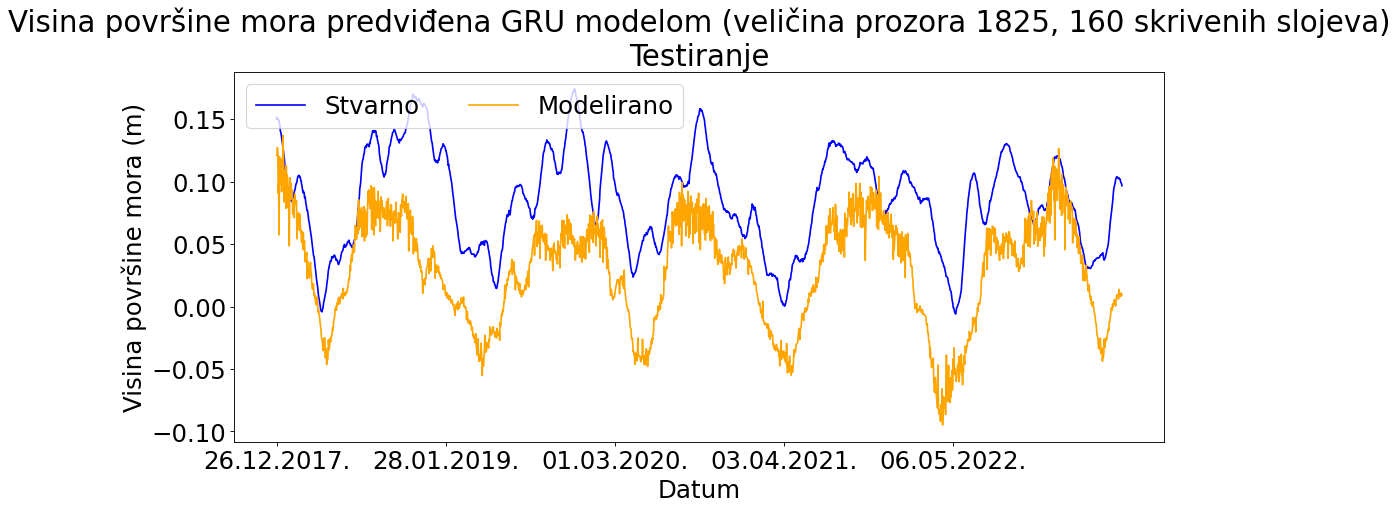 Visina površine mora predviđena GRU modelom (veličina prozora 1825, 160 skrivenih slojeva)
Testiranje
Stvarno Modelirano
Visina površine mora (m)
0.15
0.10
0.05
0.00
−0.05
−0.10
26.12.2017. 28.01.2019. 01.03.2020. 03.04.2021. 06.05.2022.
Datum